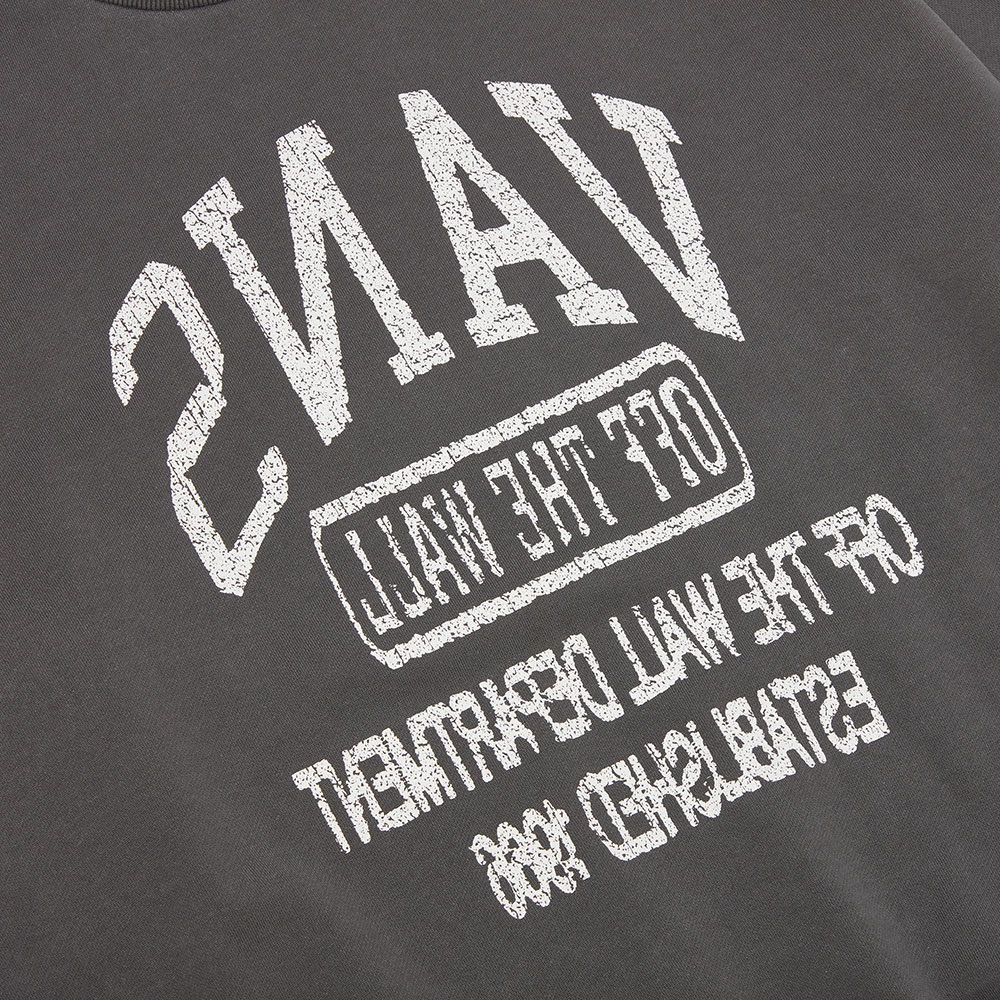 VANS
OFF THE WALL
OFF THE WALL DEPARTMENT
ESTABLISHED 1966